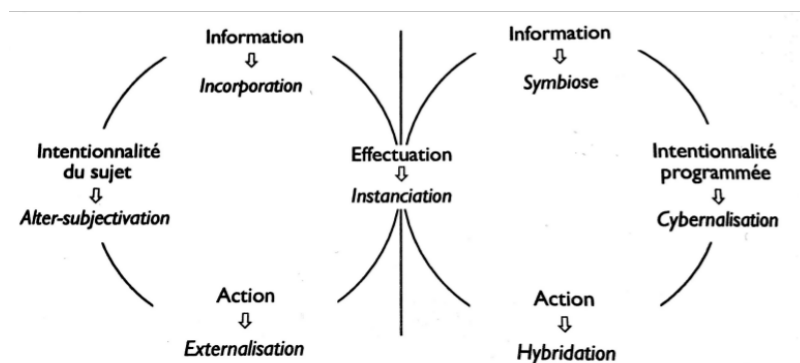 Information
⇩
Incorporation
Information
⇩
Symbiose
Intentionnalité
du sujet
⇩
Alter-subjectivation
Effectuation
⇩
Instanciation
Intentionnalité
programmée
⇩
Cybernalisation
Action
⇩
Externalisation
Action
⇩
Hybridation